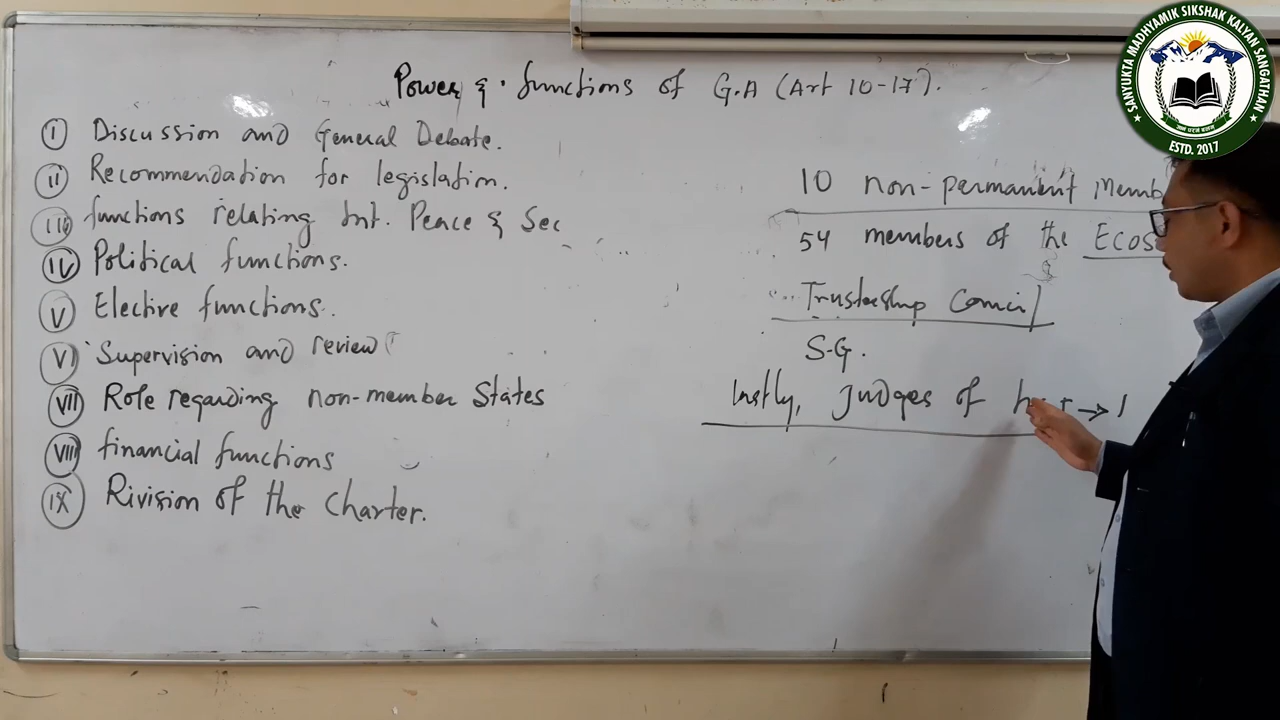 Power & functions of G.A (Art 10-17).
I Discussion and General Debate.
II Recommendation for legislation.
III functions relating Int. Peace & Sec
IV Political functions.
V Elective functions.
VI Supervision and review
VII Role regarding non-member States
VIII financial functions
IX Rivision of the Charter.
10 non-permanent Memb
54 members of the Ecos
Trusteeship Council
S.G.
lastly, Judges of
SANYUKTA MADHYAMIK SIKSHAK KALYAN SANGATHAN
ESTD. 2017